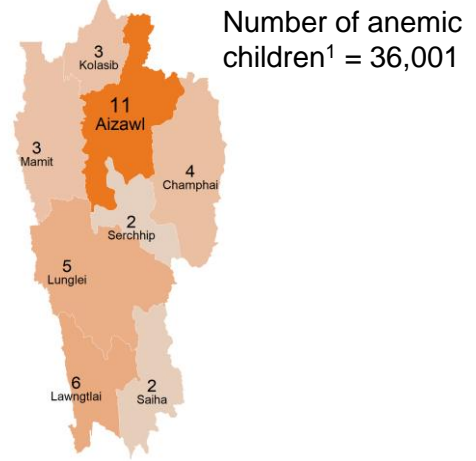 Number of anemic
children¹ = 36,001
3
Kolasib
11
Aizawl
3
Mamit
4
Champhai
2
Serchhip
5
Lunglei
6
Lawngtlai
2
Saiha